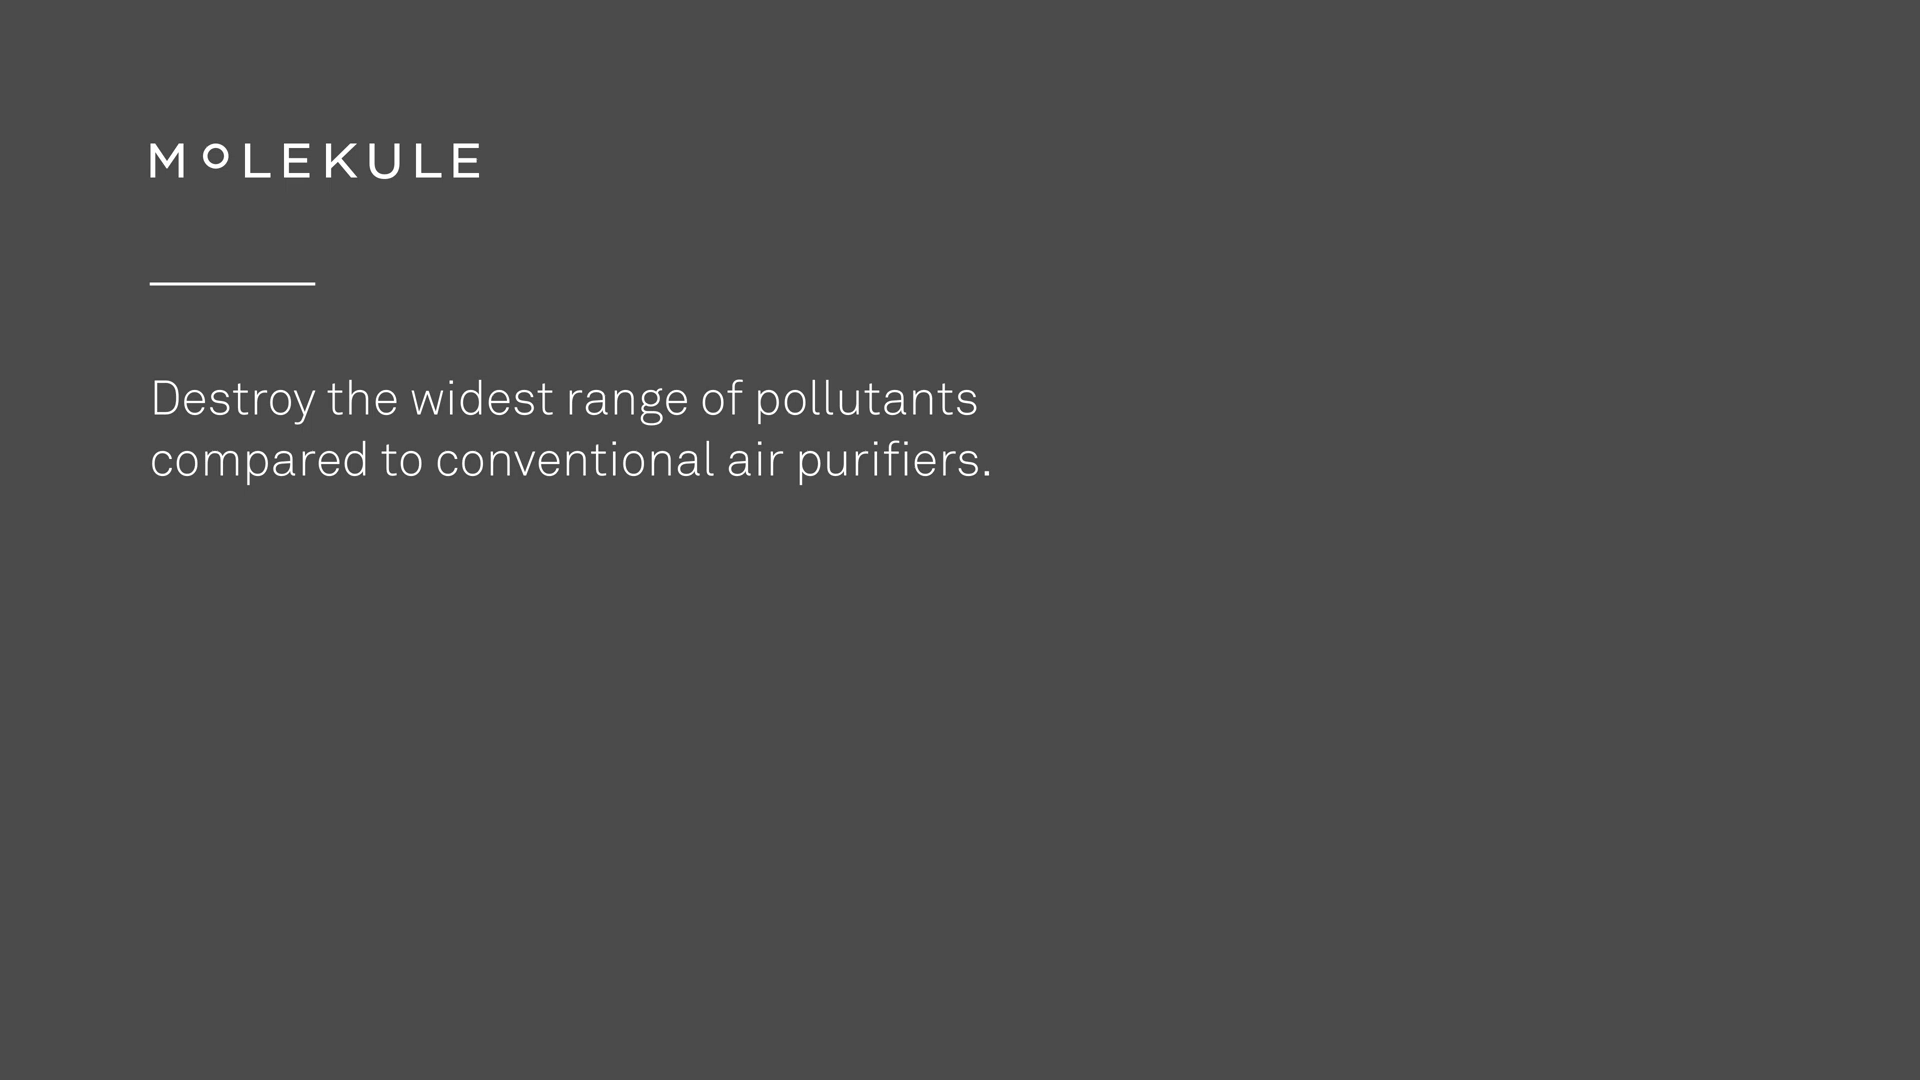 MOLEKULE
Destroy the widest range of pollutants
compared to conventional air purifiers.